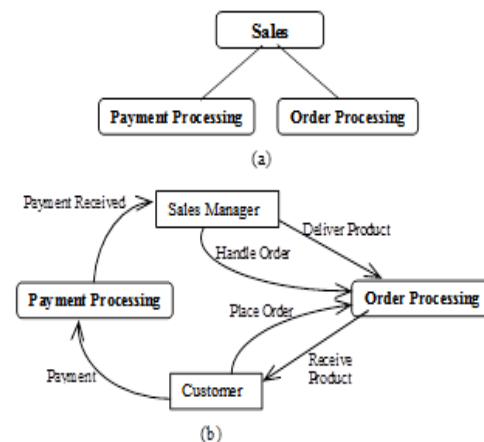 Sales
Payment Processing
Order Processing
(a)
Payment Received
Sales Manager
Deliver Product
Handle Order
Payment Processing
Order Processing
Place Order
Payment
Receive
Product
Customer
(b)